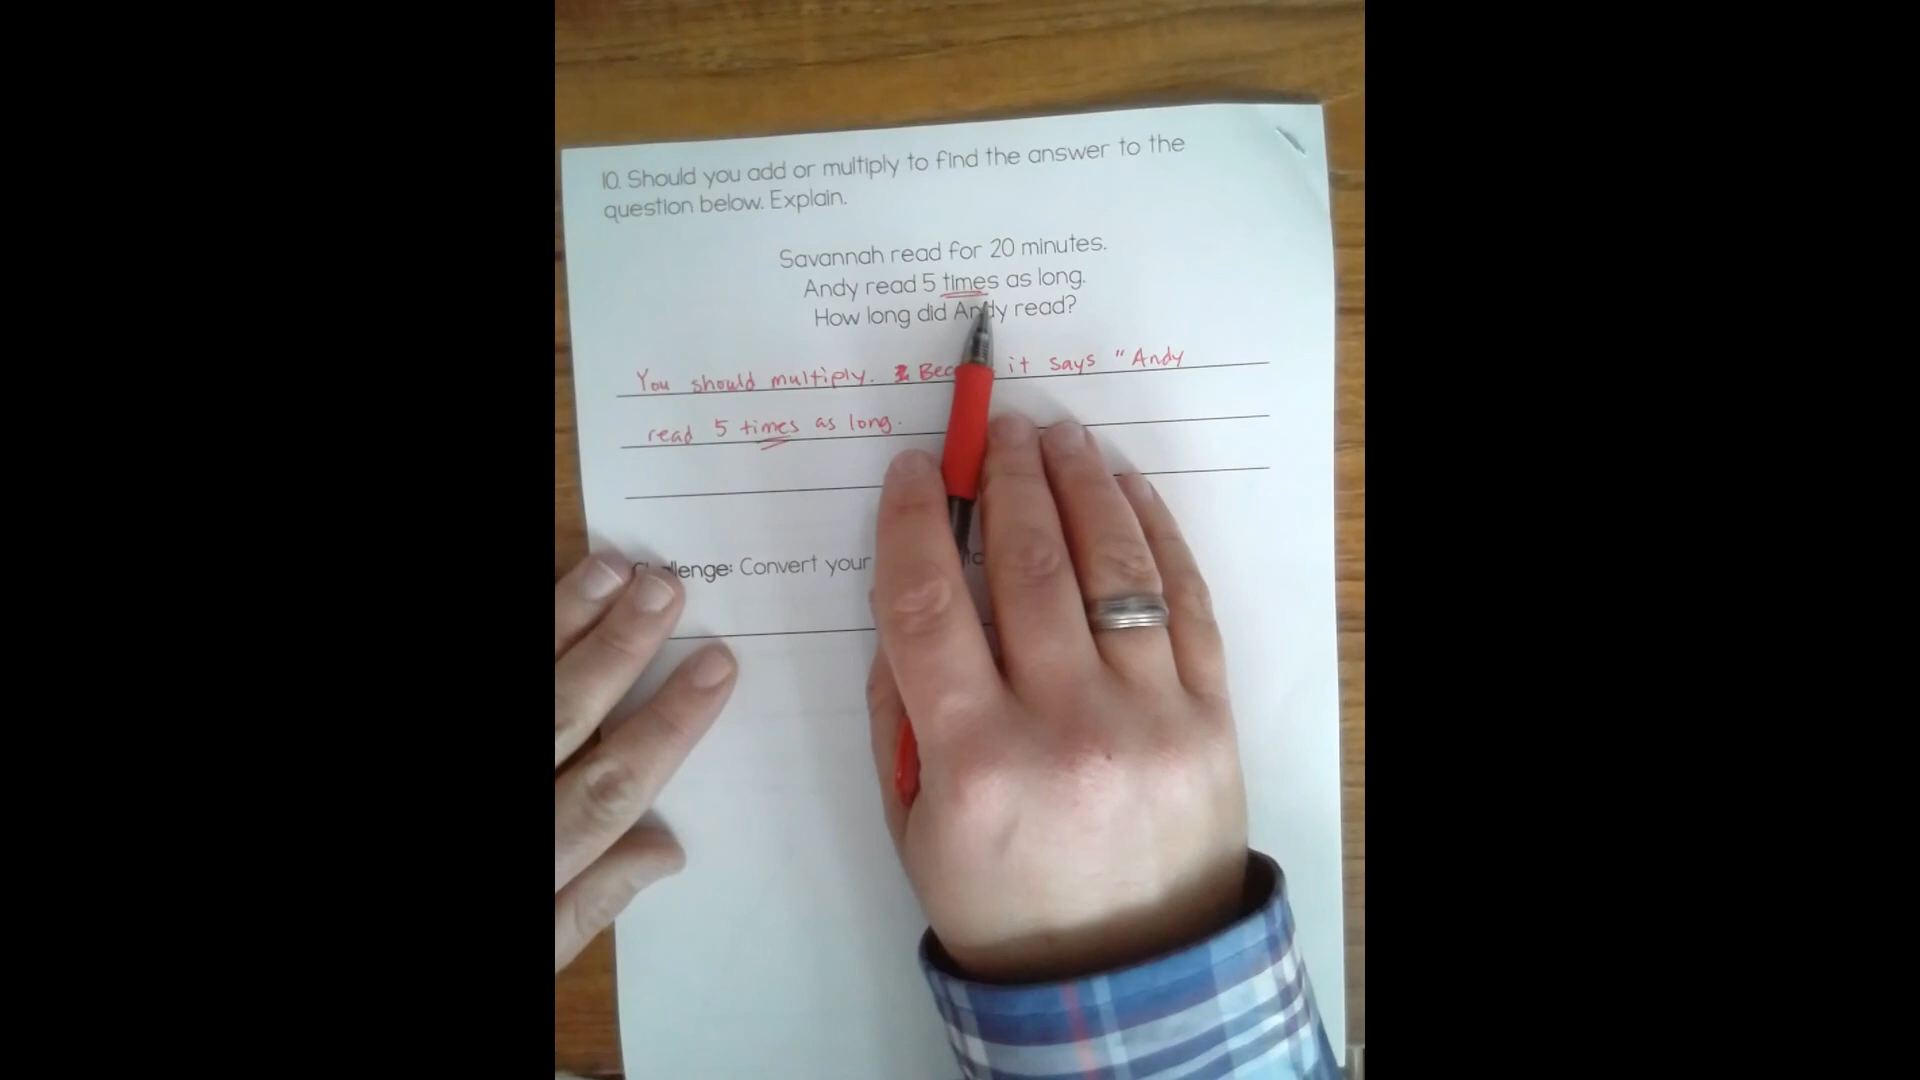 10. Should you add or multiply to find the answer to the
question below. Explain.
Savannah read for 20 minutes.
Andy read 5 times as long.
How long did Andy read?
You should multiply. it says "Andy
read 5 times as long.
Challenge: Convert your